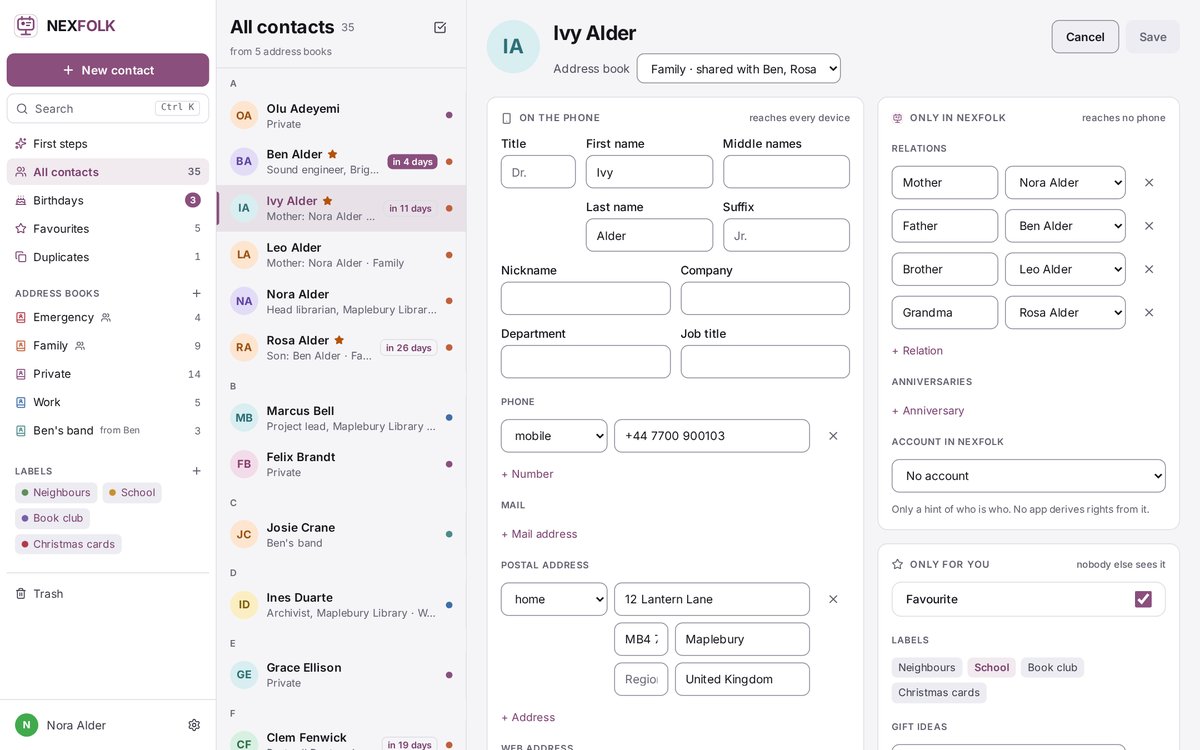 NEXFOLK
+ New contact
Search Ctrl K
First steps
All contacts 35
Birthdays 3
Favourites 5
Duplicates 1
ADDRESS BOOKS +
Emergency 4
Family 9
Private 14
Work 5
Ben's band from Ben 3
LABELS +
Neighbours School
Book club
Christmas cards
Trash
N Nora Alder
All contacts 35
from 5 address books
A
OA Olu Adeyemi
Private
BA Ben Alder in 4 days
Sound engineer, Brig...
IA Ivy Alder in 11 days
Mother: Nora Alder ...
LA Leo Alder
Mother: Nora Alder · Family
NA Nora Alder
Head librarian, Maplebury Librar...
RA Rosa Alder in 26 days
Son: Ben Alder · Fa...
B
MB Marcus Bell
Project lead, Maplebury Library ...
FB Felix Brandt
Private
C
JC Josie Crane
Ben's band
D
ID Ines Duarte
Archivist, Maplebury Library · W...
E
GE Grace Ellison
Private
F
CF Clem Fenwick in 19 days
IA Ivy Alder
Address book Family · shared with Ben, Rosa
Cancel Save
ON THE PHONE reaches every device
Title First name Middle names
Dr. Ivy
Last name Suffix
Alder Jr.
Nickname Company
Department Job title
PHONE
mobile +44 7700 900103
+ Number
MAIL
+ Mail address
POSTAL ADDRESS
home 12 Lantern Lane
MB4 Maplebury
Region United Kingdom
+ Address
WEB ADDRESS
ONLY IN NEXFOLK reaches no phone
RELATIONS
Mother Nora Alder
Father Ben Alder
Brother Leo Alder
Grandma Rosa Alder
+ Relation
ANNIVERSARIES
+ Anniversary
ACCOUNT IN NEXFOLK
No account
Only a hint of who is who. No app derives rights from it.
ONLY FOR YOU nobody else sees it
Favourite
LABELS
Neighbours School Book club
Christmas cards
GIFT IDEAS